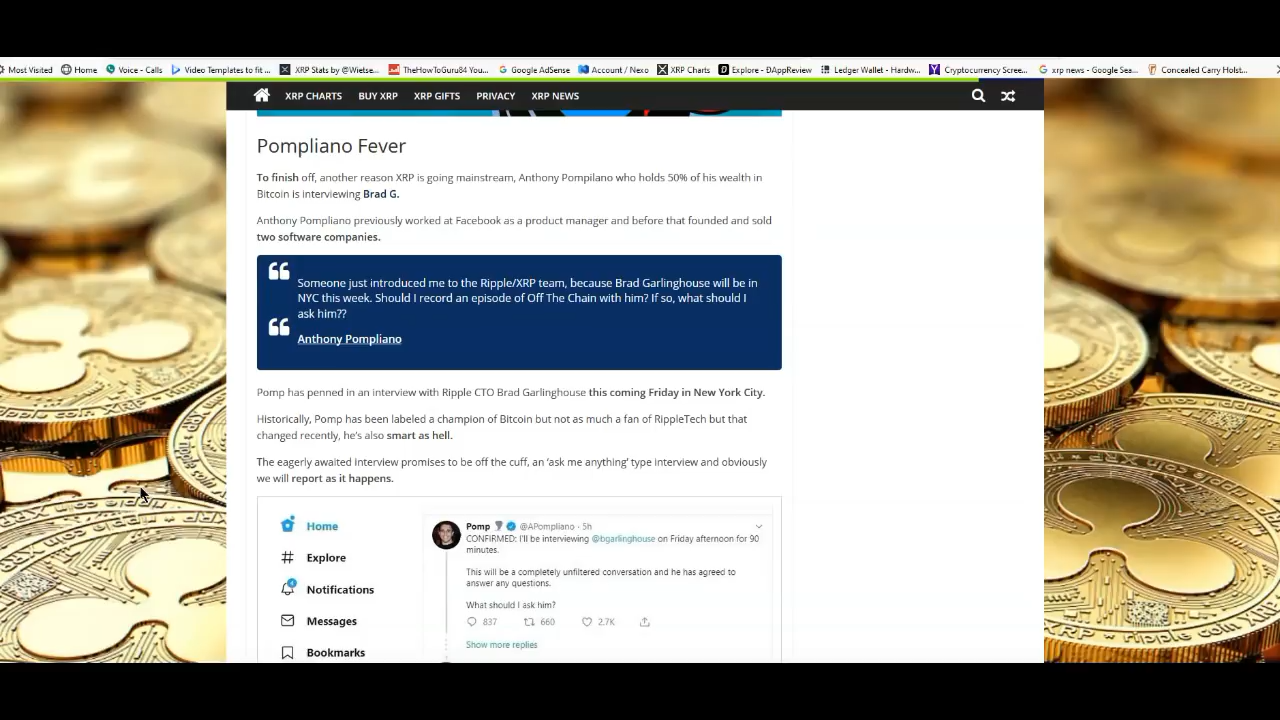 Most Visited Home Voice - Calls Video Templates to fit ... XRP Stats by @Wietse... TheHowToGuru84 You... Google AdSense Account / Nexo XRP Charts Explore - ÐAppReview Ledger Wallet - Hardw... Cryptocurrency Scree... xrp news - Google Sea... Concealed Carry Holst...
XRP CHARTS BUY XRP XRP GIFTS PRIVACY XRP NEWS
Pompliano Fever
To finish off, another reason XRP is going mainstream, Anthony Pompilano who holds 50% of his wealth in
Bitcoin is interviewing Brad G.
Anthony Pompliano previously worked at Facebook as a product manager and before that founded and sold
two software companies.
Someone just introduced me to the Ripple/XRP team, because Brad Garlinghouse will be in
NYC this week. Should I record an episode of Off The Chain with him? If so, what should I
ask him??
Anthony Pompliano
Pomp has penned in an interview with Ripple CTO Brad Garlinghouse this coming Friday in New York City.
Historically, Pomp has been labeled a champion of Bitcoin but not as much a fan of RippleTech but that
changed recently, he's also smart as hell.
The eagerly awaited interview promises to be off the cuff, an 'ask me anything' type interview and obviously
we will report as it happens.
Home
Explore
Notifications
Messages
Bookmarks
Pomp @APompliano · 5h
CONFIRMED: I'll be interviewing @bgarlinghouse on Friday afternoon for 90
minutes.
This will be a completely unfiltered conversation and he has agreed to
answer any questions.
What should I ask him?
837 660 2.7K
Show more replies